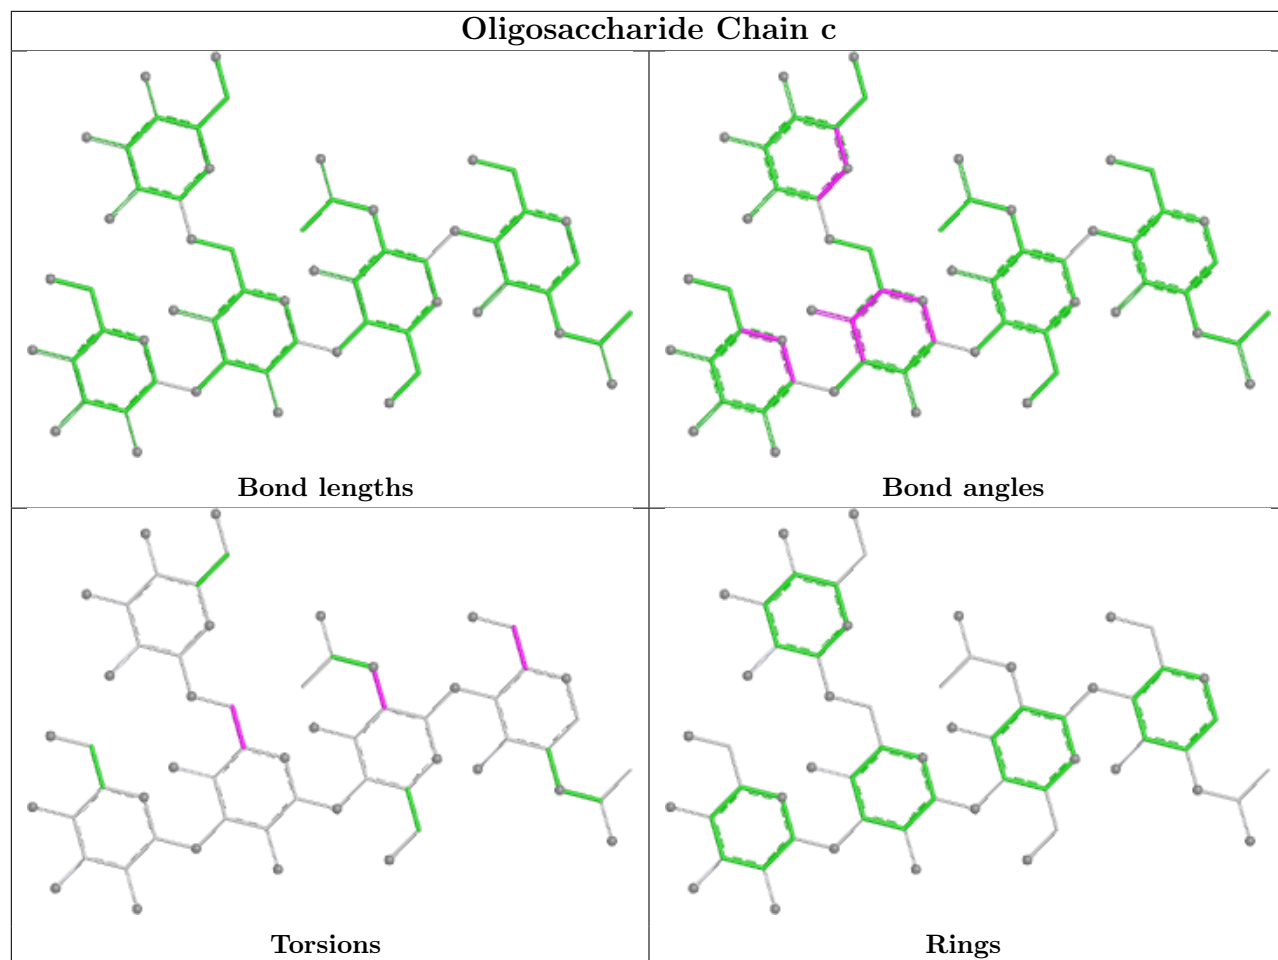 Oligosaccharide Chain c
Bond lengths
Bond angles
Torsions
Rings